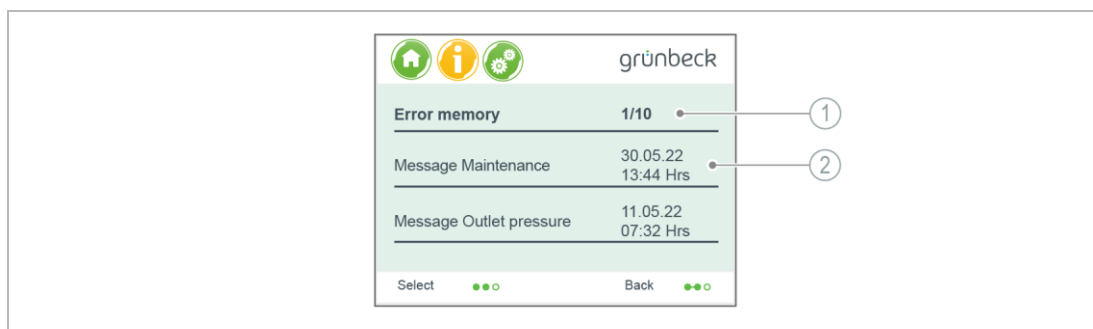 grünbeck
Error memory 1/10 1
Message Maintenance 30.05.22
13:44 Hrs 2
Message Outlet pressure 11.05.22
07:32 Hrs
Select Back